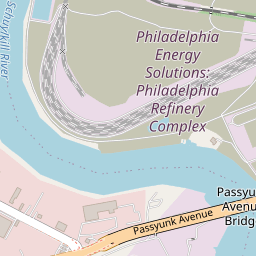 Schuylkill River
Philadelphia
Energy
Solutions:
Philadelphia
Refinery
Complex
Passyunk Avenue
Passyunk
Avenue
Bridge